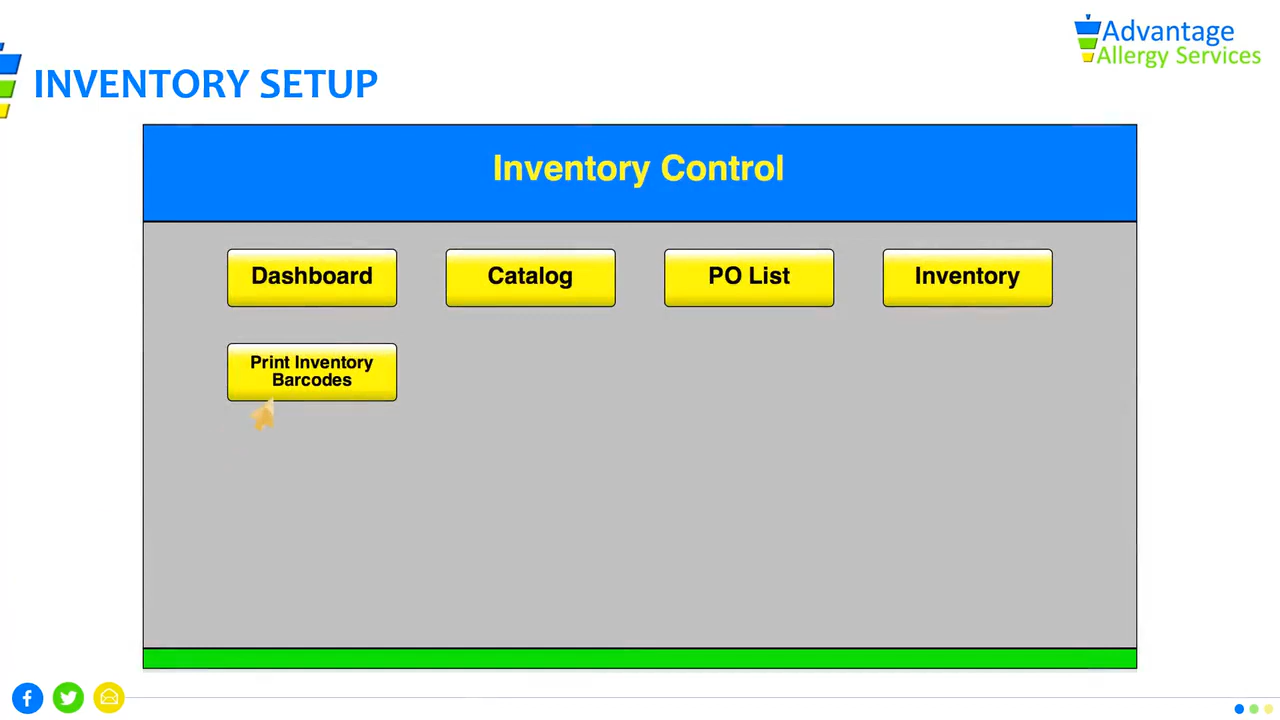 Advantage
Allergy Services
INVENTORY SETUP
Inventory Control
Dashboard
Catalog
PO List
Inventory
Print Inventory
Barcodes